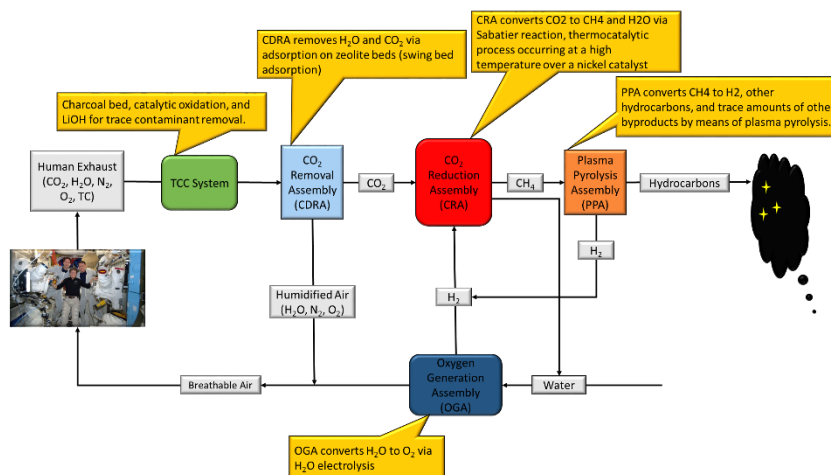 CDRA removes H₂O and CO₂ via
adsorption on zeolite beds (swing bed
adsorption)
CRA converts CO2 to CH4 and H2O via
Sabatier reaction, thermocatalytic
process occurring at a high
temperature over a nickel catalyst
Charcoal bed, catalytic oxidation, and
LiOH for trace contaminant removal.
PPA converts CH4 to H2, other
hydrocarbons, and trace amounts of other
byproducts by means of plasma pyrolysis.
Human Exhaust
(CO₂, H₂O, N₂,
O₂, TC)
TCC System
CO₂
Removal
Assembly
(CDRA)
CO₂
CO₂
Reduction
Assembly
(CRA)
CH₄
Plasma
Pyrolysis
Assembly
(PPA)
Hydrocarbons
H₂
Humidified Air
(H₂O, N₂, O₂)
H₂
Breathable Air
Oxygen
Generation
Assembly
(OGA)
Water
OGA converts H₂O to O₂ via
H₂O electrolysis